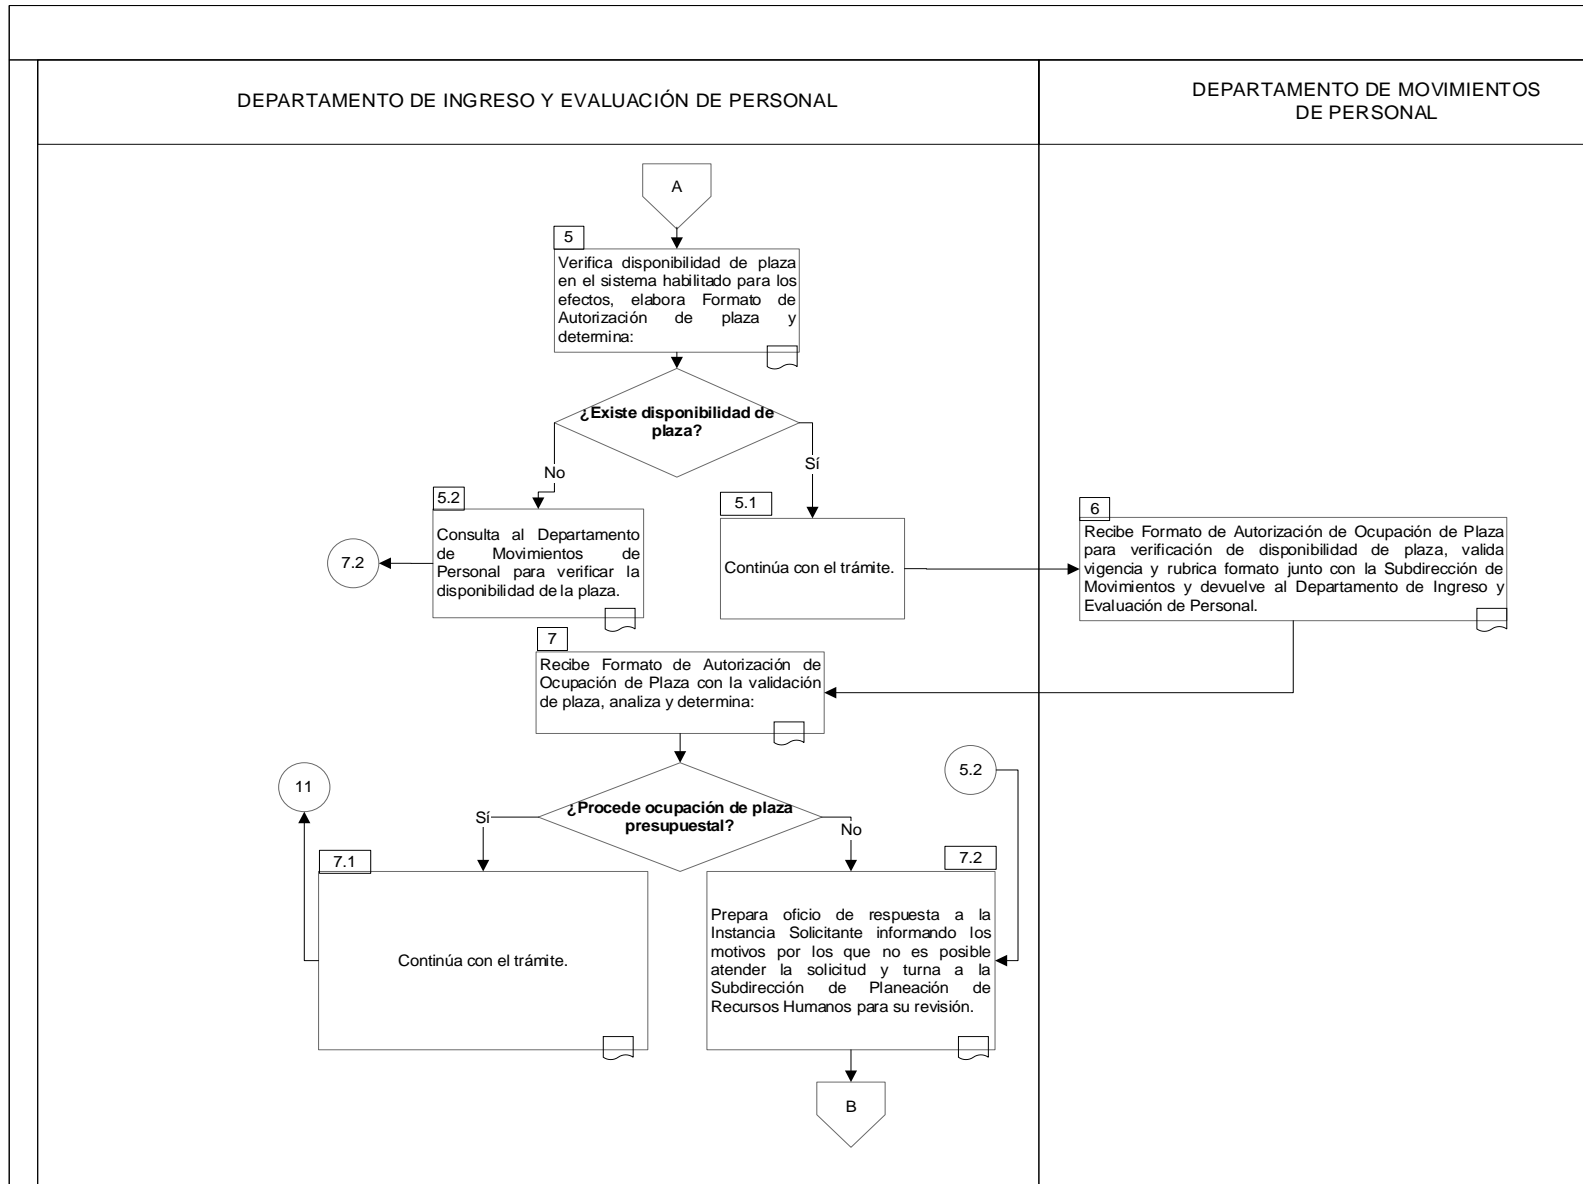 DEPARTAMENTO DE INGRESO Y EVALUACIÓN DE PERSONAL
DEPARTAMENTO DE MOVIMIENTOS
DE PERSONAL
A
5
Verifica disponibilidad de plaza
en el sistema habilitado para los
efectos, elabora Formato de
Autorización de plaza y
determina:
¿Existe disponibilidad de
plaza?
No
Sí
5.2
Consulta al Departamento
de Movimientos de
Personal para verificar la
disponibilidad de la plaza.
7.2
5.1
Continúa con el trámite.
6
Recibe Formato de Autorización de Ocupación de Plaza
para verificación de disponibilidad de plaza, valida
vigencia y rubrica formato junto con la Subdirección de
Movimientos y devuelve al Departamento de Ingreso y
Evaluación de Personal.
7
Recibe Formato de Autorización de
Ocupación de Plaza con la validación
de plaza, analiza y determina:
¿Procede ocupación de plaza
presupuestal?
Sí
No
11
5.2
7.1
Continúa con el trámite.
7.2
Prepara oficio de respuesta a la
Instancia Solicitante informando los
motivos por los que no es posible
atender la solicitud y turna a la
Subdirección de Planeación de
Recursos Humanos para su revisión.
B